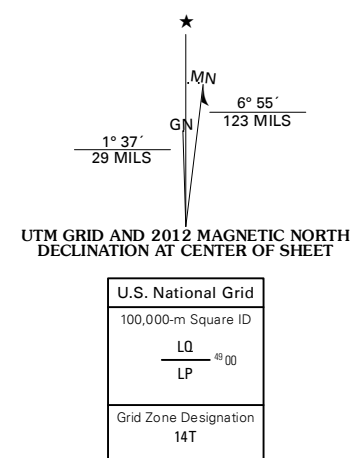 ★
MN
GN
6° 55´
123 MILS
1° 37´
29 MILS
UTM GRID AND 2012 MAGNETIC NORTH
DECLINATION AT CENTER OF SHEET
U.S. National Grid
100,000-m Square ID
LQ
49 00
LP
Grid Zone Designation
14T